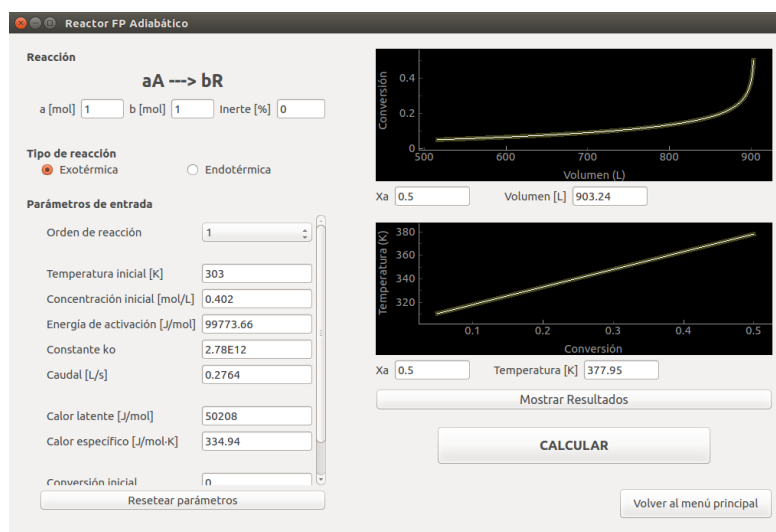 Reactor FP Adiabático
Reacción
aA ---> bR
a [mol] 1 b [mol] 1 Inerte [%] 0
Tipo de reacción
Exotérmica Endotérmica
Parámetros de entrada
Orden de reacción 1
Temperatura inicial [K] 303
Concentración inicial [mol/L] 0.402
Energía de activación [J/mol] 99773.66
Constante ko 2.78E12
Caudal [L/s] 0.2764
Calor latente [J/mol] 50208
Calor específico [J/mol·K] 334.94
Conversión inicial 0
Resetear parámetros
Conversión
0.4
0.2
0
500 600 700 800 900
Volumen (L)
Xa 0.5 Volumen [L] 903.24
Temperatura (K)
380
360
340
320
0.1 0.2 0.3 0.4 0.5
Conversión
Xa 0.5 Temperatura [K] 377.95
Mostrar Resultados
CALCULAR
Volver al menú principal